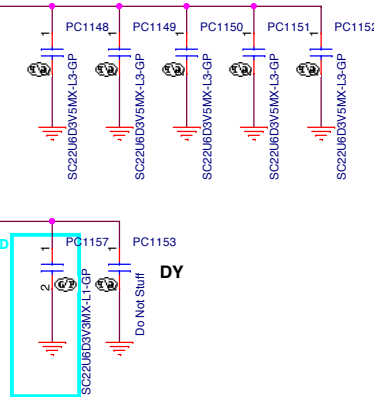 PC1148
PC1149
PC1150
PC1151
PC1152
1
1
1
1
1
SC22U6D3V5MX-L3-GP
SC22U6D3V5MX-L3-GP
SC22U6D3V5MX-L3-GP
SC22U6D3V5MX-L3-GP
SC22U6D3V5MX-L3-GP
D
1
PC1157
1
PC1153
2
SC22U6D3V3MX-L1-GP
Do Not Stuff
DY